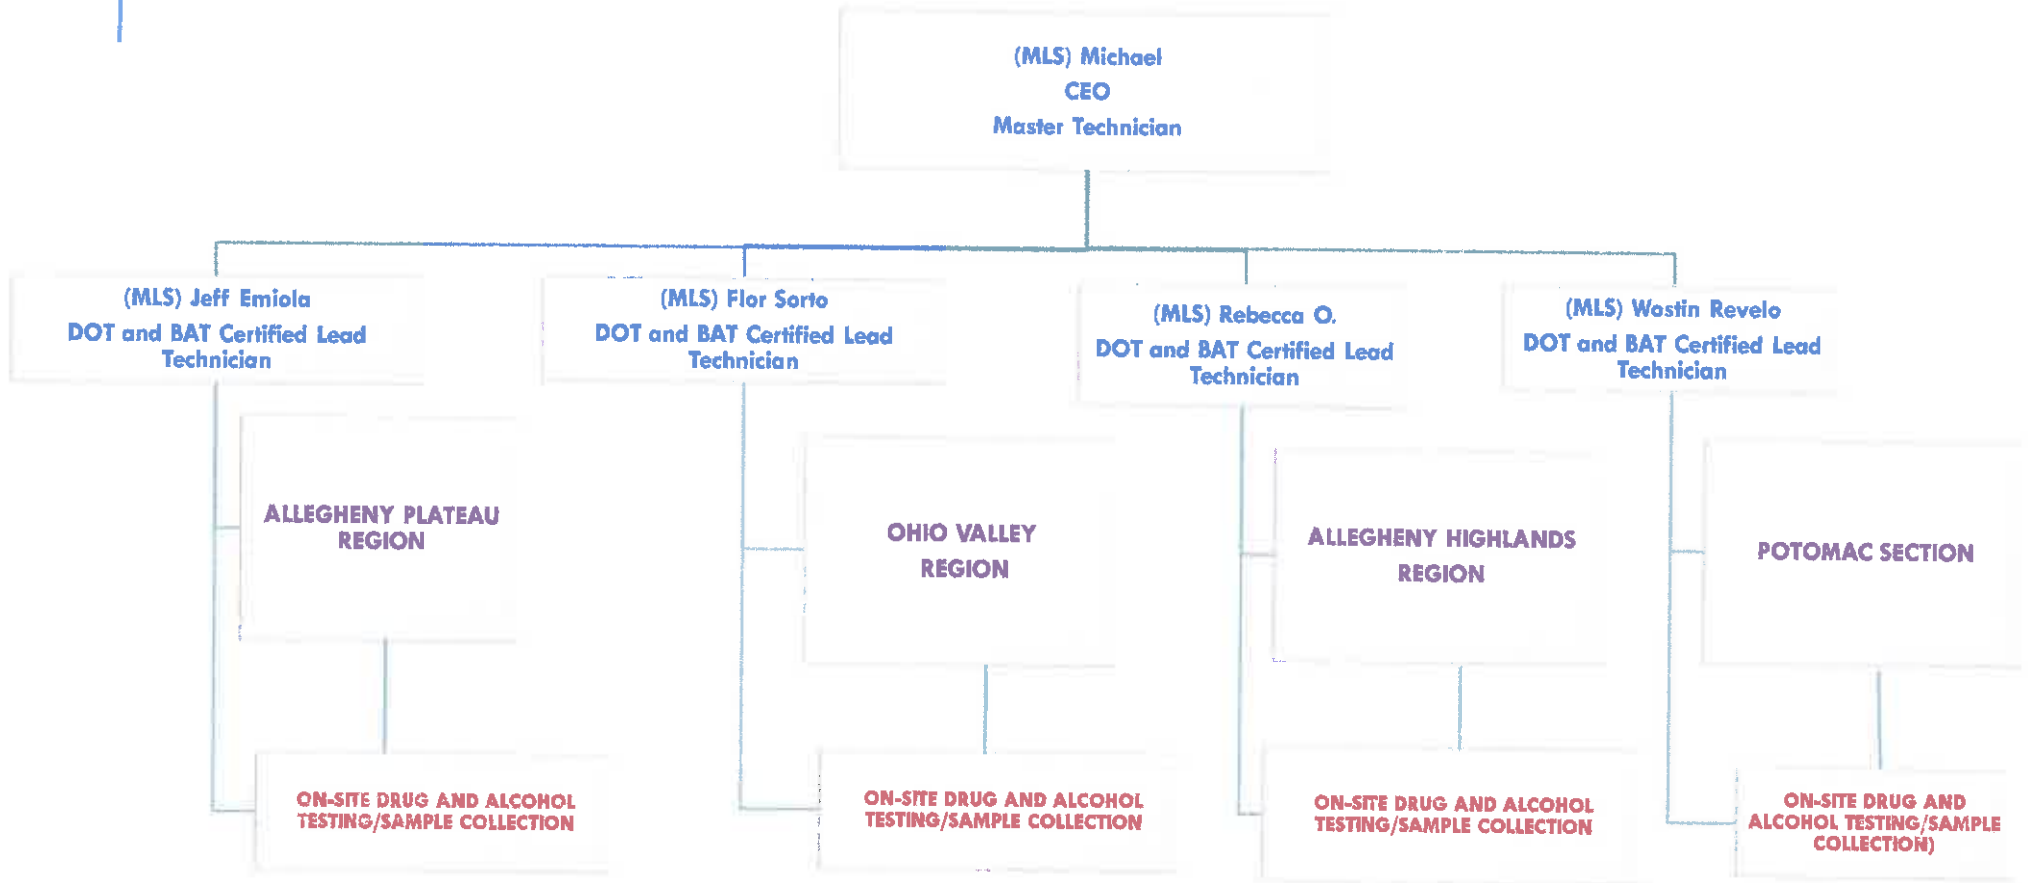 (MLS) Michael
CEO
Master Technician
(MLS) Jeff Emiola
DOT and BAT Certified Lead
Technician
(MLS) Flor Sorto
DOT and BAT Certified Lead
Technician
(MLS) Rebecca O.
DOT and BAT Certified Lead
Technician
(MLS) Wostin Revelo
DOT and BAT Certified Lead
Technician
ALLEGHENY PLATEAU
REGION
OHIO VALLEY
REGION
ALLEGHENY HIGHLANDS
REGION
POTOMAC SECTION
ON-SITE DRUG AND ALCOHOL
TESTING/SAMPLE COLLECTION
ON-SITE DRUG AND ALCOHOL
TESTING/SAMPLE COLLECTION
ON-SITE DRUG AND ALCOHOL
TESTING/SAMPLE COLLECTION
ON-SITE DRUG AND
ALCOHOL TESTING/SAMPLE
COLLECTION)